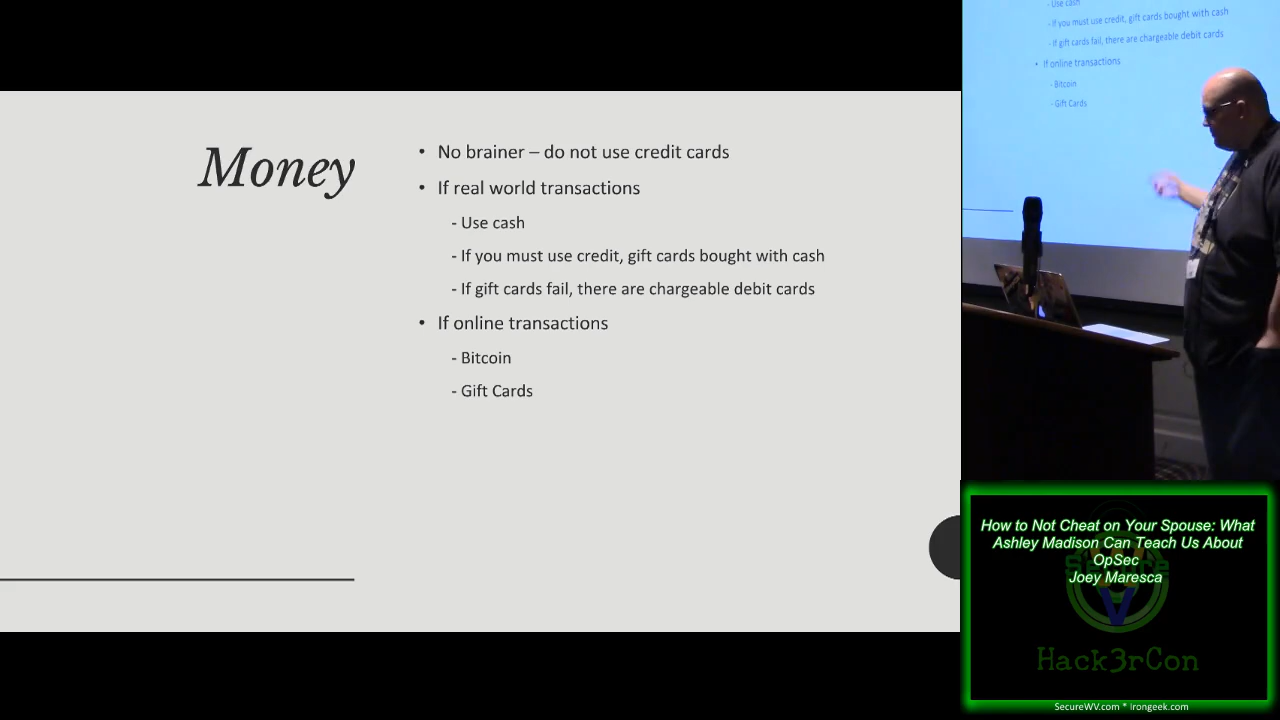 Money
• No brainer – do not use credit cards
• If real world transactions
- Use cash
- If you must use credit, gift cards bought with cash
- If gift cards fail, there are chargeable debit cards
• If online transactions
- Bitcoin
- Gift Cards
- Use cash
- If you must use credit, gift cards bought with cash
- If gift cards fail, there are chargeable debit cards
• If online transactions
- Bitcoin
- Gift Cards
How to Not Cheat on Your Spouse: What
Ashley Madison Can Teach Us About
OpSec
Joey Maresca
Secure
WV
Hack3rCon
SecureWV.com * Irongeek.com